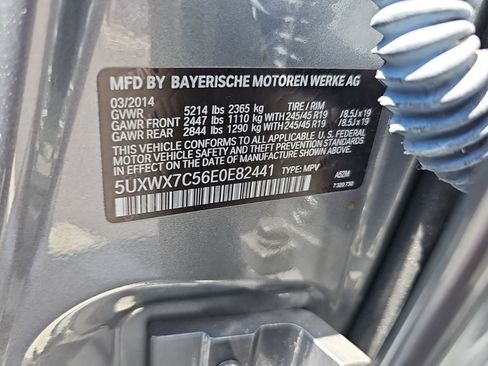 MFD BY BAYERISCHE MOTOREN WERKE AG
03/2014 TIRE / RIM
GVWR 5214 lbs 2365 kg
GAWR FRONT 2447 lbs 1110 kg WITH 245/45 R19 /8.5J x 19
GAWR REAR 2844 lbs 1290 kg WITH 245/45 R19 /8.5J x 19
THIS VEHICLE CONFORMS TO ALL APPLICABLE U.S. FEDERAL
MOTOR VEHICLE SAFETY STANDARDS
IN EFFECT ON THE DATE OF MANUFACTURE SHOWN ABOVE.
5UXWX7C56E0E82441 TYPE: MPV
A52M